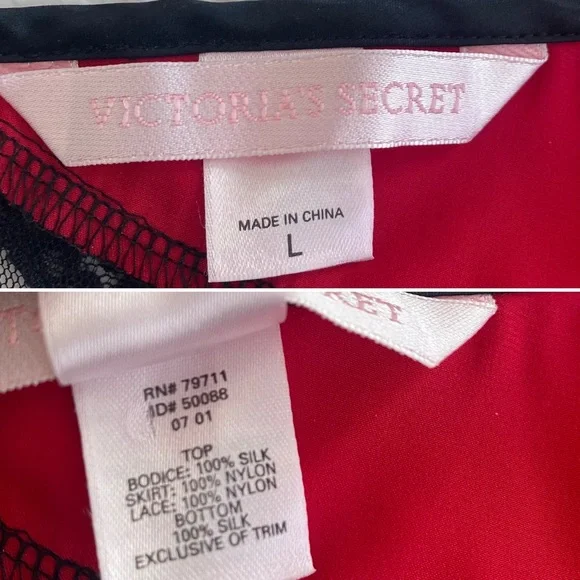 VICTORIA'S SECRET
MADE IN CHINA
L
RET
RN# 79711
ID# 50088
07 01
TOP
BODICE: 100% SILK
SKIRT: 100% NYLON
LACE: 100% NYLON
BOTTOM
100% SILK
EXCLUSIVE OF TRIM